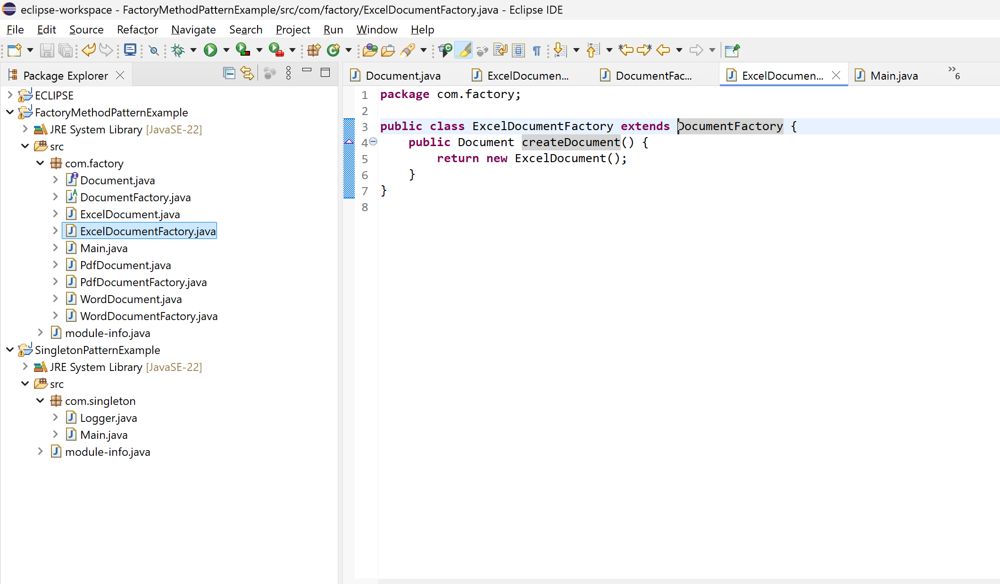 eclipse-workspace - FactoryMethodPatternExample/src/com/factory/ExcelDocumentFactory.java - Eclipse IDE
File Edit Source Refactor Navigate Search Project Run Window Help
Package Explorer
ECLIPSE
FactoryMethodPatternExample
JRE System Library [JavaSE-22]
src
com.factory
Document.java
DocumentFactory.java
ExcelDocument.java
ExcelDocumentFactory.java
Main.java
PdfDocument.java
PdfDocumentFactory.java
WordDocument.java
WordDocumentFactory.java
module-info.java
SingletonPatternExample
JRE System Library [JavaSE-22]
src
com.singleton
Logger.java
Main.java
module-info.java
Document.java ExcelDocumen... DocumentFac... ExcelDocumen... Main.java 6
1 package com.factory;
2
3 public class ExcelDocumentFactory extends DocumentFactory {
4 public Document createDocument() {
5 return new ExcelDocument();
6 }
7 }
8